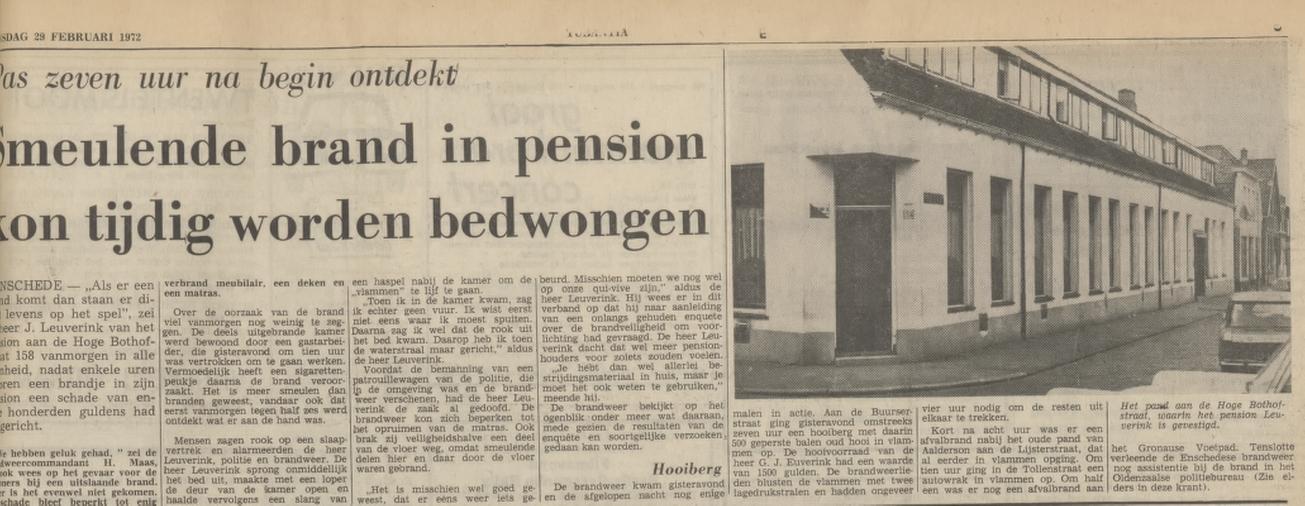 SDAG 29 FEBRUARI 1972
TUBANTIA
as zeven uur na begin ontdekt
meulende brand in pension
kon tijdig worden bedwongen
NSCHEDE — „Als er een
nd komt dan staan er di-
levens op het spel”, zei
eer J. Leuverink van het
sion aan de Hoge Bothof-
at 158 vanmorgen in alle
heid, nadat enkele uren
ren een brandje in zijn
sion een schade van en-
e honderden guldens had
gericht.
e hebben geluk gehad, ” zei de
dweercommandant H. Maas,
ok wees op het gevaar voor de
ners bij een uitslaande brand.
r is het evenwel niet gekomen.
schade bleef beperkt tot enig
verbrand meubilair, een deken en
een matras.
Over de oorzaak van de brand
viel vanmorgen nog weinig te zeg-
gen. De deels uitgebrande kamer
werd bewoond door een gastarbei-
der, die gisteravond om tien uur
was vertrokken om te gaan werken.
Vermoedelijk heeft een sigaretten-
peukje daarna de brand veroor-
zaakt. Het is meer smeulen dan
branden geweest, vandaar ook dat
eerst vanmorgen tegen half zes werd
ontdekt wat er aan de hand was.
Mensen zagen rook op een slaap-
vertrek en alarmeerden de heer
Leuverink, politie en brandweer. De
heer Leuverink sprong onmiddellijk
het bed uit, maakte met een loper
de deur van de kamer open en
haalde vervolgens een slang van
een haspel nabij de kamer om de
„vlammen” te lijf te gaan.
„Toen ik in de kamer kwam, zag
ik echter geen vuur. Ik wist eerst
niet eens waar ik moest spuiten.
Daarna zag ik wel dat de rook uit
het bed kwam. Daarop heb ik toen
de waterstraal maar gericht,” aldus
de heer Leuverink.
Voordat de bemanning van een
patrouillewagen van de politie, die
in de omgeving was en de brand-
weer verschenen, had de heer Leu-
verink de zaak al gedoofd. De
brandweer kon zich beperken tot
het opruimen van de matras. Ook
brak zij veiligheidshalve een deel
van de vloer weg, omdat smeulende
delen hier en daar door de vloer
waren gebrand.
„Het is misschien wel goed ge-
weest, dat er eens weer iets ge-
beurd. Misschien moeten we nog wel
op onze qui-vive zijn,” aldus de
heer Leuverink. Hij wees er in dit
verband op dat hij naar aanleiding
van een onlangs gehouden enquete
over de brandveiligheid om voor-
lichting had gevraagd. De heer Leu-
verink dacht dat wel meer pension-
houders voor zoiets zouden voelen.
„Je hebt dan wel allerlei be-
strijdingsmateriaal in huis, maar je
moet het ook weten te gebruiken,”
meende hij.
De brandweer bekijkt op het
ogenblik onder meer wat daaraan,
mede gezien de resultaten van de
enquête en soortgelijke verzoeken,
gedaan kan worden.
Hooiberg
De brandweer kwam gisteravond
en de afgelopen nacht nog enige
malen in actie. Aan de Buurser-
straat ging gisteravond omstreeks
zeven uur een hooiberg met daarin
500 geperste balen oud hooi in vlam-
men op. De hooivoorraad van de
heer G. J. Euverink had een waarde
van 1500 gulden. De brandweerlie-
den blusten de vlammen met twee
lagedrukstralen en hadden ongeveer
vier uur nodig om de resten uit
elkaar te trekken.
Kort na acht uur was er een
afvalbrand nabij het oude pand van
Aalderson aan de Lijsterstraat, dat
al eerder in vlammen opging. Om
tien uur ging in de Tollenstraat een
autowrak in vlammen op. Om half
een was er nog een afvalbrand aan
Het pand aan de Hoge Bothof-
straat, waarin het pension Leu-
verink is gevestigd.
het Gronause Voetpad. Tenslotte
verleende de Enschedese brandweer
nog assistentie bij de brand in het
Oldenzaalse politiebureau (Zie el-
ders in deze krant).